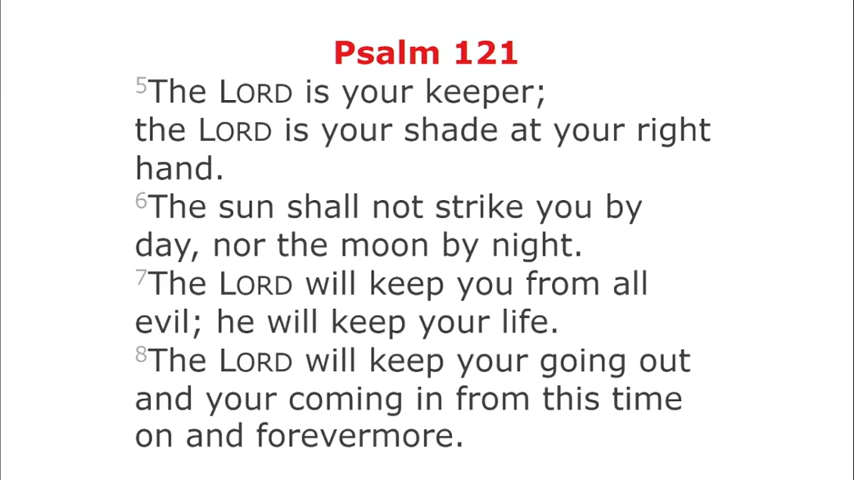 Psalm 121
⁵The LORD is your keeper;
the LORD is your shade at your right
hand.
⁶The sun shall not strike you by
day, nor the moon by night.
⁷The LORD will keep you from all
evil; he will keep your life.
⁸The LORD will keep your going out
and your coming in from this time
on and forevermore.